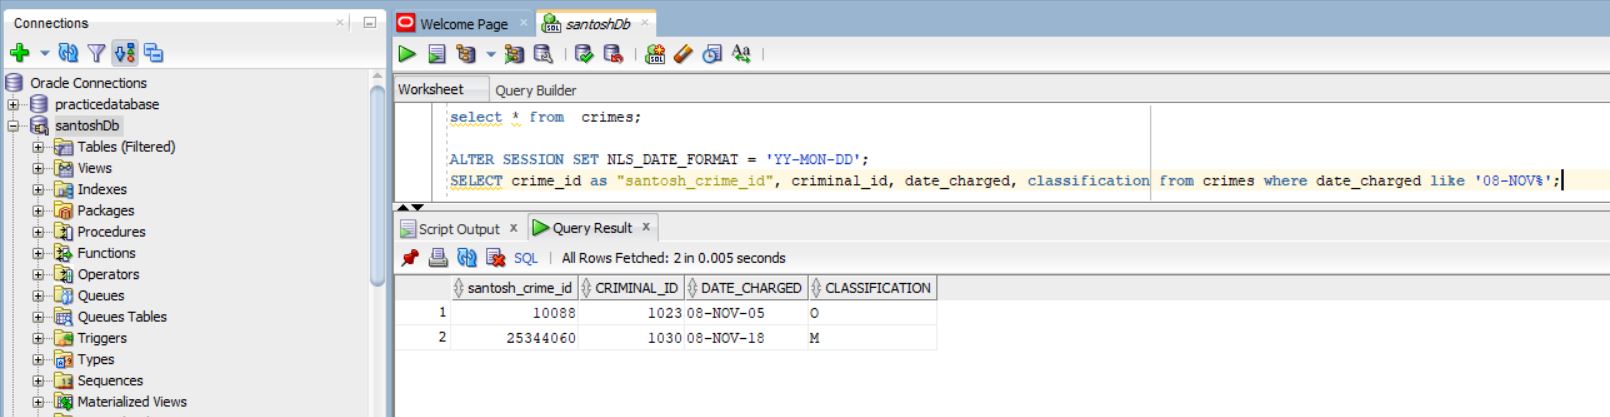 Connections
Oracle Connections
practicedatabase
santoshDb
Tables (Filtered)
Views
Indexes
Packages
Procedures
Functions
Operators
Queues
Queues Tables
Triggers
Types
Sequences
Materialized Views
Welcome Page
santoshDb
Worksheet Query Builder
select * from  crimes;
ALTER SESSION SET NLS_DATE_FORMAT = 'YY-MON-DD';
SELECT crime_id as "santosh_crime_id", criminal_id, date_charged, classification from crimes where date_charged like '08-NOV%';
Script Output x Query Result x
SQL | All Rows Fetched: 2 in 0.005 seconds
santosh_crime_id CRIMINAL_ID DATE_CHARGED CLASSIFICATION
1 10088 1023 08-NOV-05 O
2 25344060 1030 08-NOV-18 M